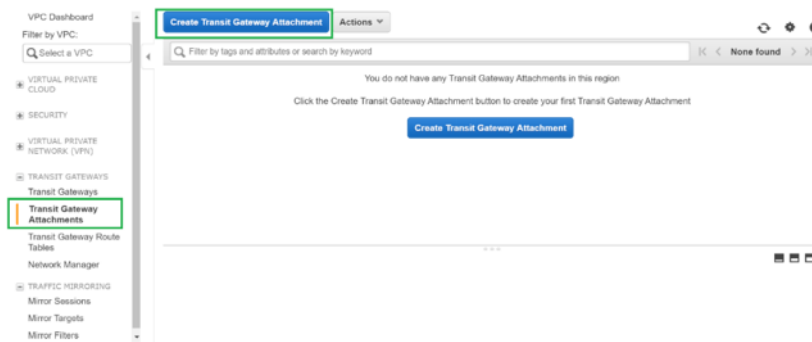 VPC Dashboard
Filter by VPC:
Select a VPC
VIRTUAL PRIVATE
CLOUD
SECURITY
VIRTUAL PRIVATE
NETWORK (VPN)
TRANSIT GATEWAYS
Transit Gateways
Transit Gateway
Attachments
Transit Gateway Route
Tables
Network Manager
TRAFFIC MIRRORING
Mirror Sessions
Mirror Targets
Mirror Filters
Create Transit Gateway Attachment
Actions
Filter by tags and attributes or search by keyword
None found
You do not have any Transit Gateway Attachments in this region
Click the Create Transit Gateway Attachment button to create your first Transit Gateway Attachment
Create Transit Gateway Attachment